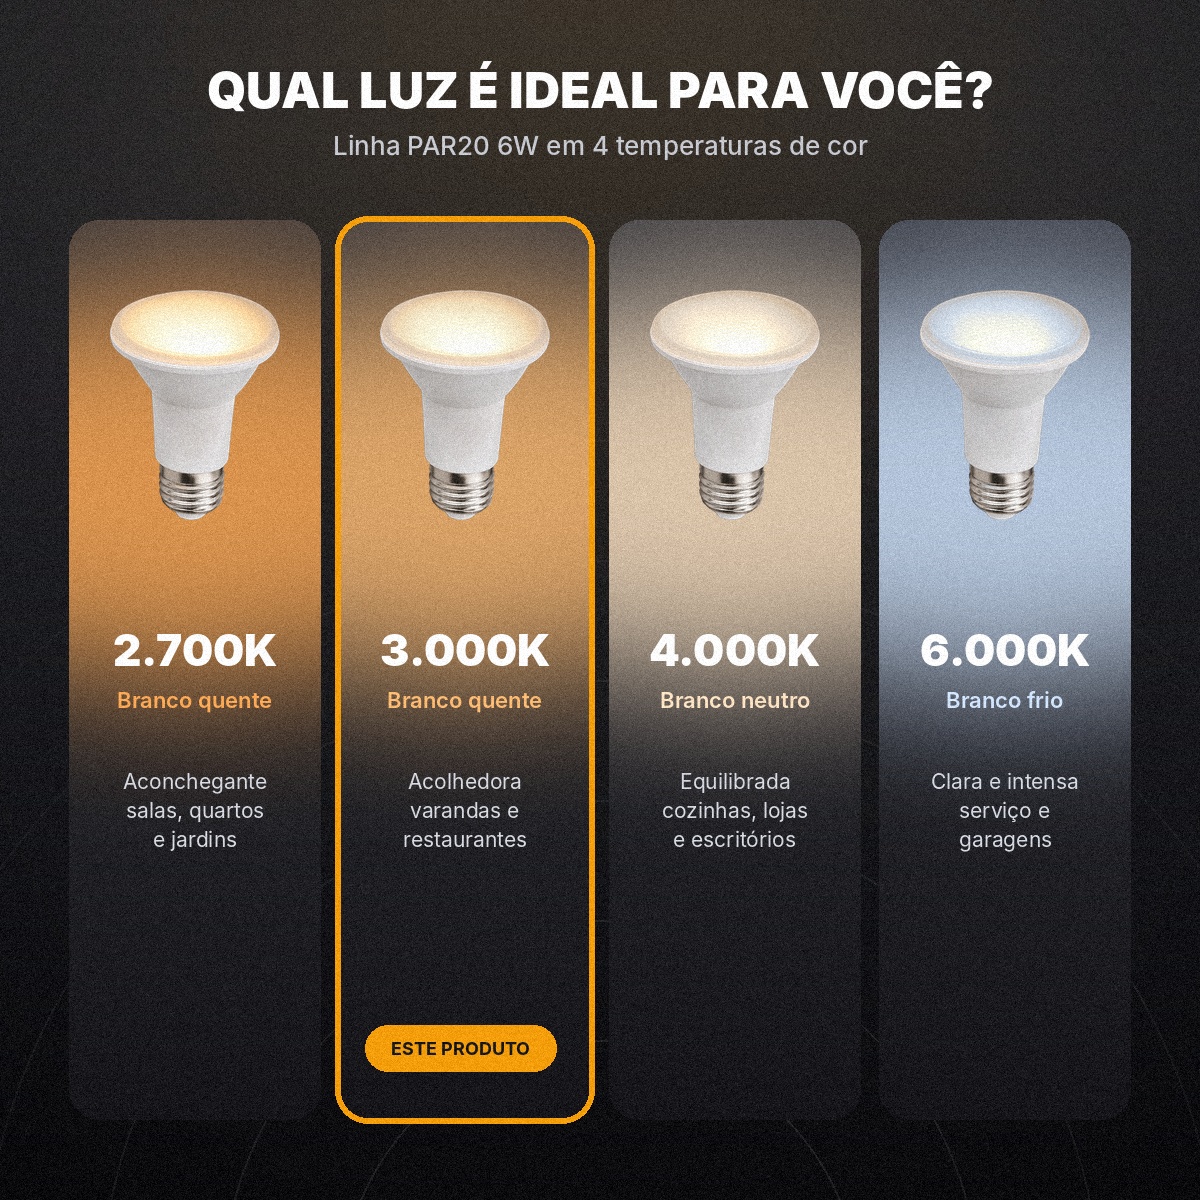 QUAL LUZ É IDEAL PARA VOCÊ?
Linha PAR20 6W em 4 temperaturas de cor
2.700K
Branco quente
Aconchegante
salas, quartos
e jardins
3.000K
Branco quente
Acolhedora
varandas e
restaurantes
ESTE PRODUTO
4.000K
Branco neutro
Equilibrada
cozinhas, lojas
e escritórios
6.000K
Branco frio
Clara e intensa
serviço e
garagens